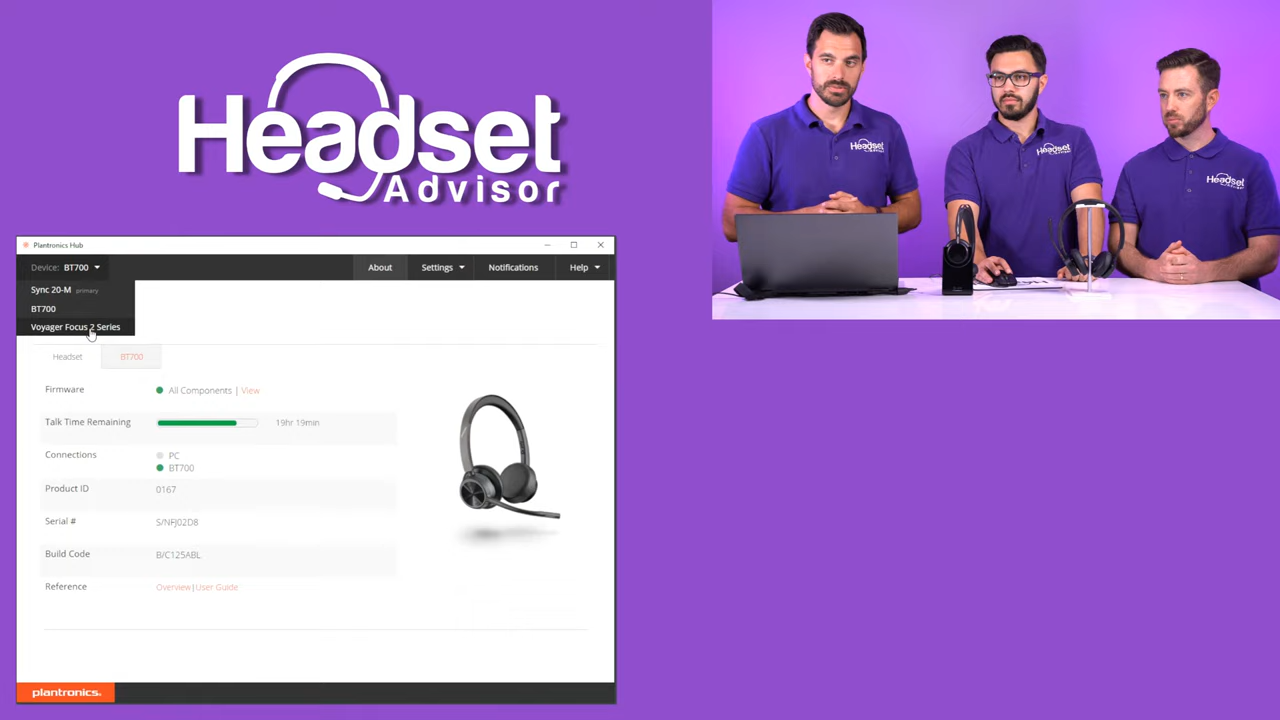 Headset
Advisor
Headset
Headset
Headset
Plantronics Hub
Device: BT700
About
Settings
Notifications
Help
Sync 20-M primary
BT700
Voyager Focus 2 Series
Headset
BT700
Firmware
All Components | View
Talk Time Remaining
19hr 19min
Connections
PC
BT700
Product ID
0167
Serial #
S/NFJ02D8
Build Code
B/C125ABL
Reference
Overview|User Guide
plantronics.